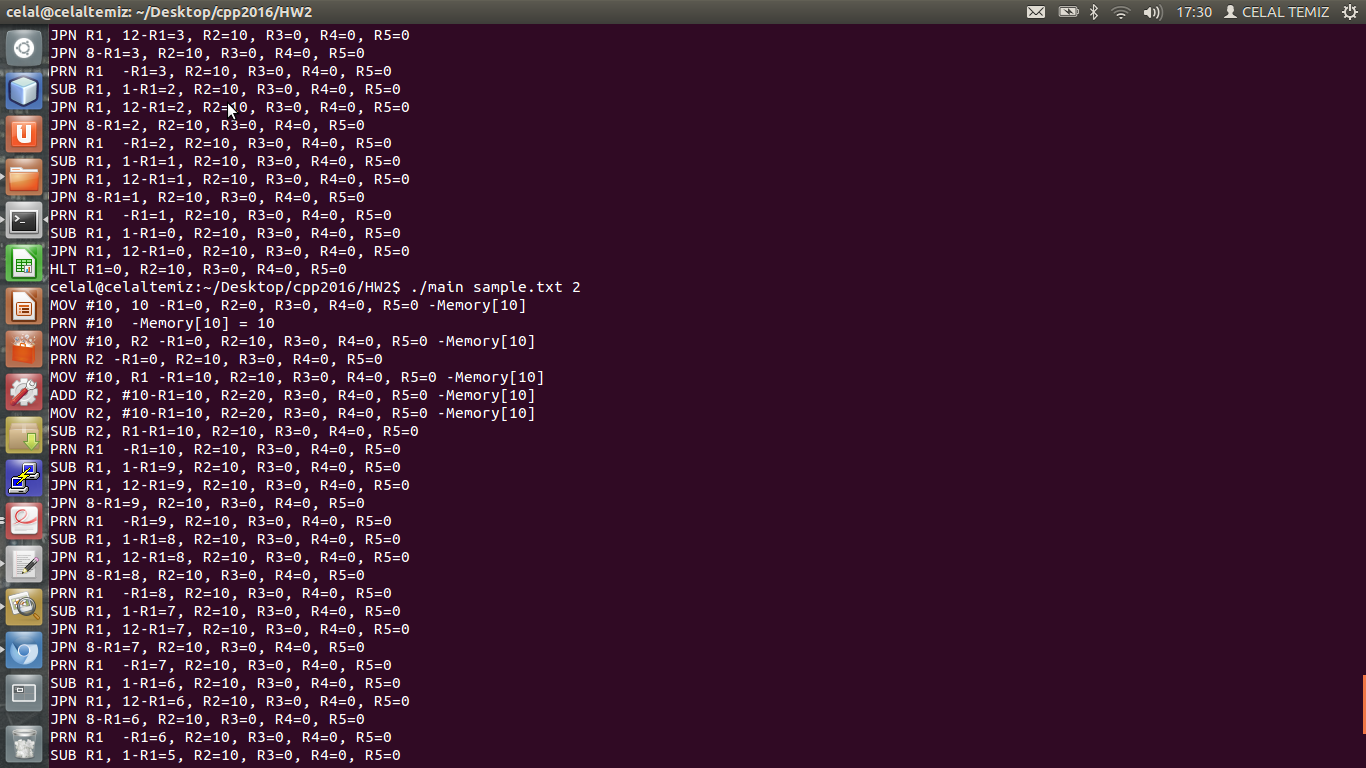 celal@celaltemiz: ~/Desktop/cpp2016/HW2 17:30 CELAL TEMIZ
JPN R1, 12-R1=3, R2=10, R3=0, R4=0, R5=0
JPN 8-R1=3, R2=10, R3=0, R4=0, R5=0
PRN R1  -R1=3, R2=10, R3=0, R4=0, R5=0
SUB R1, 1-R1=2, R2=10, R3=0, R4=0, R5=0
JPN R1, 12-R1=2, R2=10, R3=0, R4=0, R5=0
JPN 8-R1=2, R2=10, R3=0, R4=0, R5=0
PRN R1  -R1=2, R2=10, R3=0, R4=0, R5=0
SUB R1, 1-R1=1, R2=10, R3=0, R4=0, R5=0
JPN R1, 12-R1=1, R2=10, R3=0, R4=0, R5=0
JPN 8-R1=1, R2=10, R3=0, R4=0, R5=0
PRN R1  -R1=1, R2=10, R3=0, R4=0, R5=0
SUB R1, 1-R1=0, R2=10, R3=0, R4=0, R5=0
JPN R1, 12-R1=0, R2=10, R3=0, R4=0, R5=0
HLT R1=0, R2=10, R3=0, R4=0, R5=0
celal@celaltemiz:~/Desktop/cpp2016/HW2$ ./main sample.txt 2
MOV #10, 10 -R1=0, R2=0, R3=0, R4=0, R5=0 -Memory[10]
PRN #10  -Memory[10] = 10
MOV #10, R2 -R1=0, R2=10, R3=0, R4=0, R5=0 -Memory[10]
PRN R2 -R1=0, R2=10, R3=0, R4=0, R5=0
MOV #10, R1 -R1=10, R2=10, R3=0, R4=0, R5=0 -Memory[10]
ADD R2, #10-R1=10, R2=20, R3=0, R4=0, R5=0 -Memory[10]
MOV R2, #10-R1=10, R2=20, R3=0, R4=0, R5=0 -Memory[10]
SUB R2, R1-R1=10, R2=10, R3=0, R4=0, R5=0
PRN R1  -R1=10, R2=10, R3=0, R4=0, R5=0
SUB R1, 1-R1=9, R2=10, R3=0, R4=0, R5=0
JPN R1, 12-R1=9, R2=10, R3=0, R4=0, R5=0
JPN 8-R1=9, R2=10, R3=0, R4=0, R5=0
PRN R1  -R1=9, R2=10, R3=0, R4=0, R5=0
SUB R1, 1-R1=8, R2=10, R3=0, R4=0, R5=0
JPN R1, 12-R1=8, R2=10, R3=0, R4=0, R5=0
JPN 8-R1=8, R2=10, R3=0, R4=0, R5=0
PRN R1  -R1=8, R2=10, R3=0, R4=0, R5=0
SUB R1, 1-R1=7, R2=10, R3=0, R4=0, R5=0
JPN R1, 12-R1=7, R2=10, R3=0, R4=0, R5=0
JPN 8-R1=7, R2=10, R3=0, R4=0, R5=0
PRN R1  -R1=7, R2=10, R3=0, R4=0, R5=0
SUB R1, 1-R1=6, R2=10, R3=0, R4=0, R5=0
JPN R1, 12-R1=6, R2=10, R3=0, R4=0, R5=0
JPN 8-R1=6, R2=10, R3=0, R4=0, R5=0
PRN R1  -R1=6, R2=10, R3=0, R4=0, R5=0
SUB R1, 1-R1=5, R2=10, R3=0, R4=0, R5=0